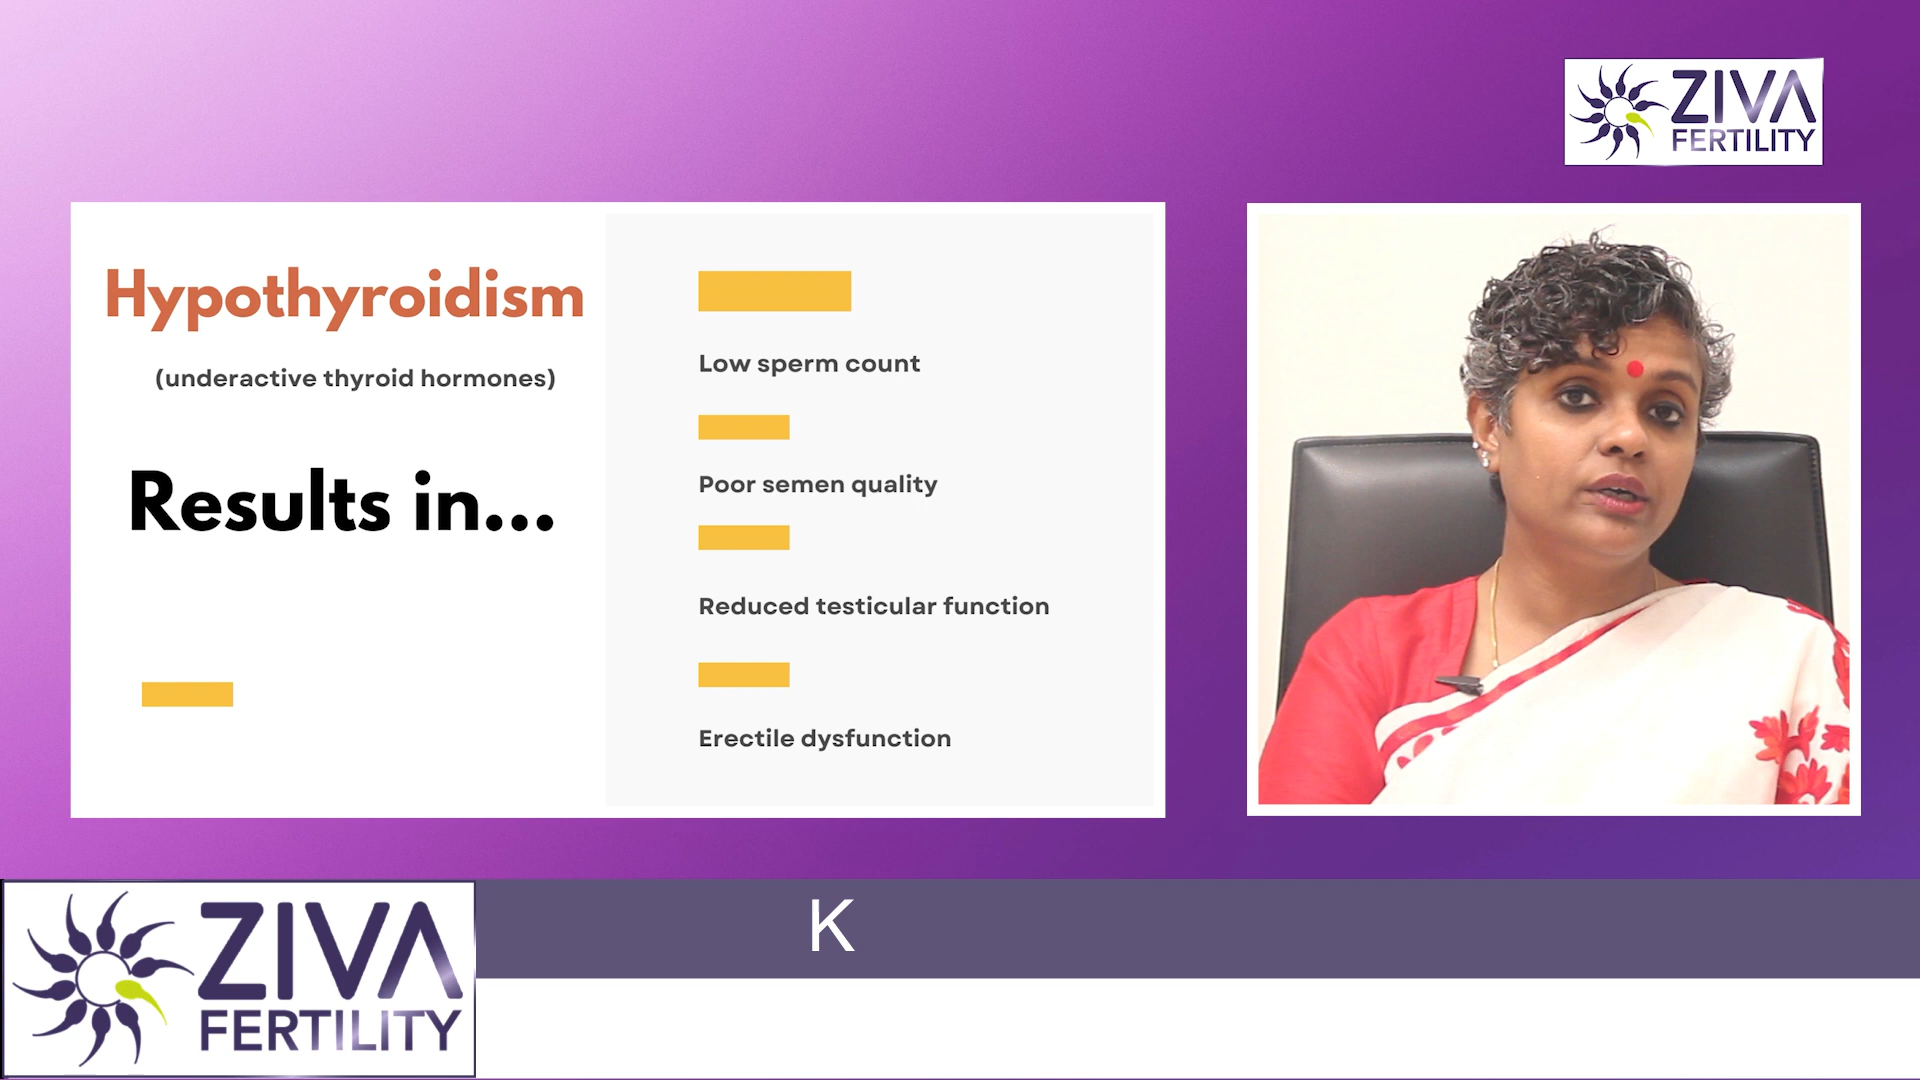 ZIVA
FERTILITY
Hypothyroidism
(underactive thyroid hormones)
Results in...
Low sperm count
Poor semen quality
Reduced testicular function
Erectile dysfunction
K
ZIVA
FERTILITY